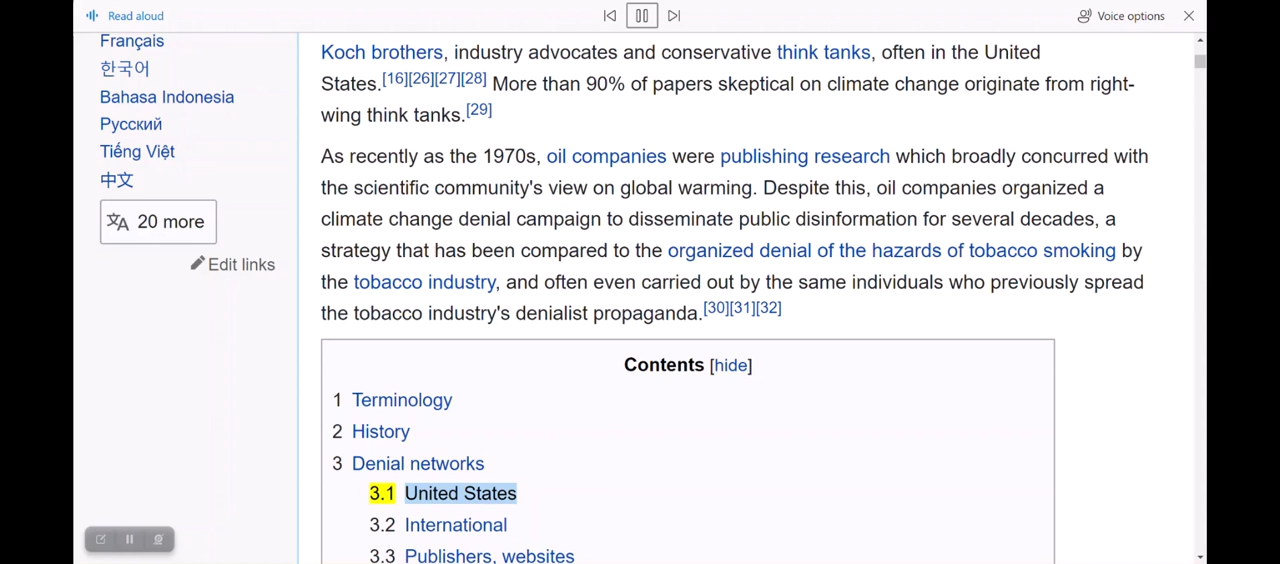 Read aloud
Voice options
Français
한국어
Bahasa Indonesia
Русский
Tiếng Việt
中文
20 more
Edit links
Koch brothers, industry advocates and conservative think tanks, often in the United
States.[16][26][27][28] More than 90% of papers skeptical on climate change originate from right-
wing think tanks.[29]
As recently as the 1970s, oil companies were publishing research which broadly concurred with
the scientific community's view on global warming. Despite this, oil companies organized a
climate change denial campaign to disseminate public disinformation for several decades, a
strategy that has been compared to the organized denial of the hazards of tobacco smoking by
the tobacco industry, and often even carried out by the same individuals who previously spread
the tobacco industry's denialist propaganda.[30][31][32]
Contents [hide]
1 Terminology
2 History
3 Denial networks
3.1 United States
3.2 International
3.3 Publishers, websites